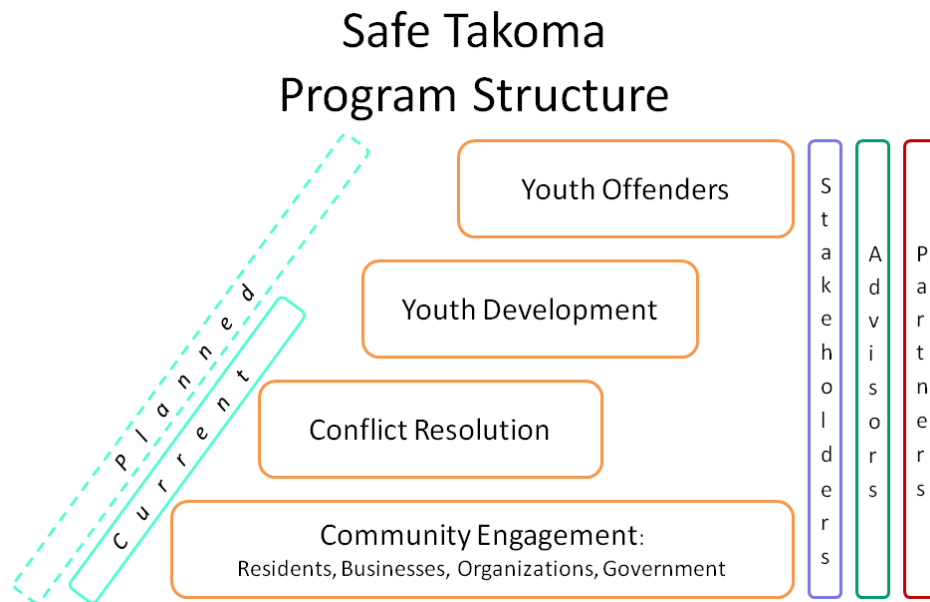 Safe Takoma
Program Structure
Planned
Current
Youth Offenders
Youth Development
Conflict Resolution
Community Engagement:
Residents, Businesses, Organizations, Government
Stakeholders
Advisors
Partners